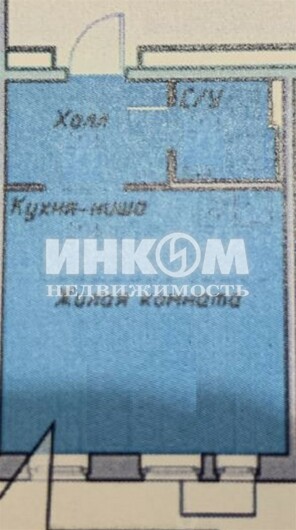 С/У
Холл
Кухня-ниша
ИНКОМ
Жилая комната
НЕДВИЖИМОСТЬ